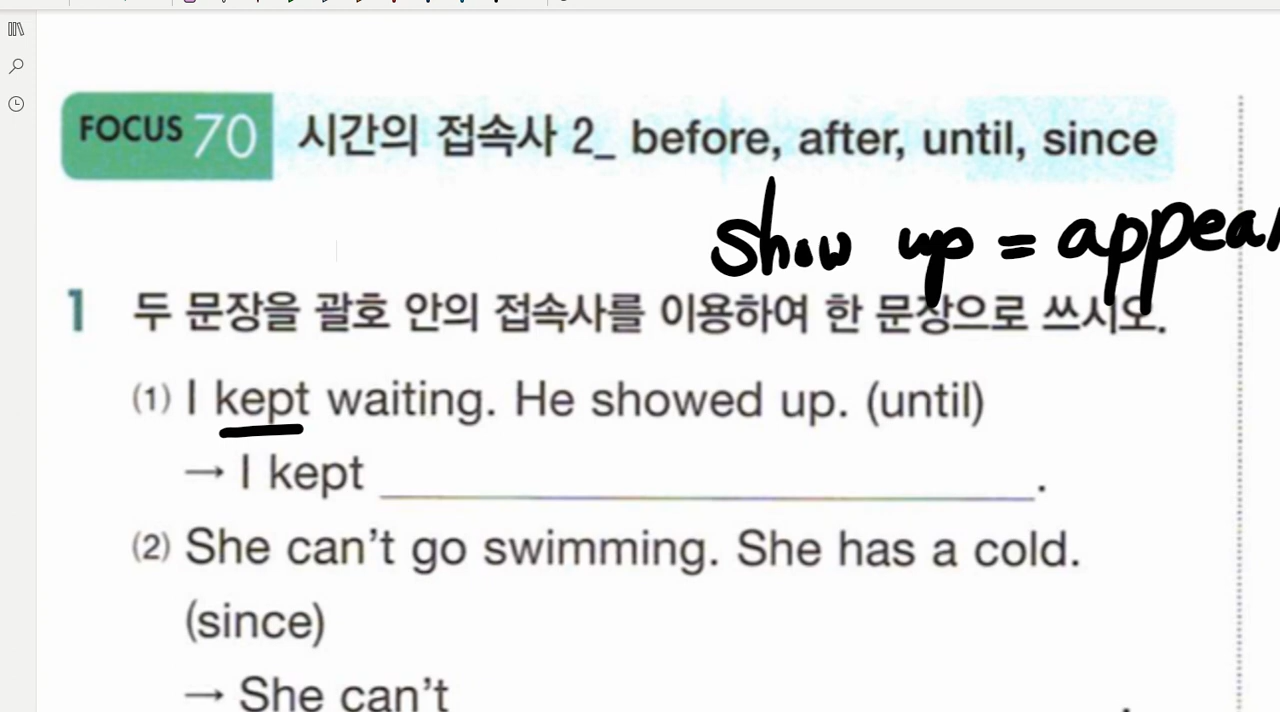 FOCUS 70 시간의 접속사 2_ before, after, until, since
show up = appear
1 두 문장을 괄호 안의 접속사를 이용하여 한 문장으로 쓰시오.
(1) I kept waiting. He showed up. (until)
→ I kept ____________________.
(2) She can't go swimming. She has a cold.
(since)
→ She can't ____________________.